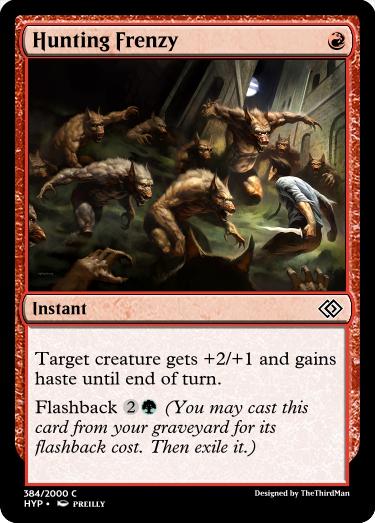 Hunting Frenzy
Instant
Target creature gets +2/+1 and gains
haste until end of turn.
Flashback 2 (You may cast this
card from your graveyard for its
flashback cost. Then exile it.)
384/2000 C
HYP • PREILLY
Designed by TheThirdMan